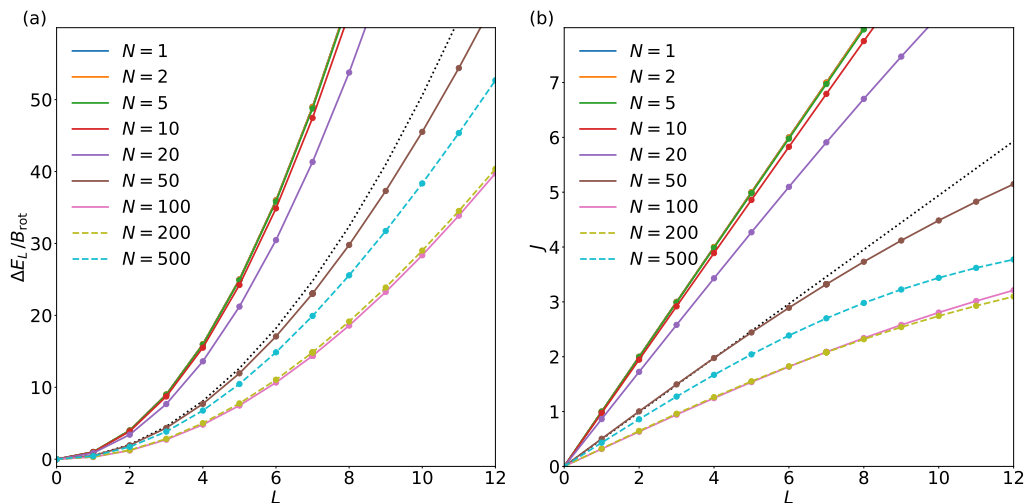 (a)
ΔE_L/B_rot
50
40
30
20
10
0
N = 1
N = 2
N = 5
N = 10
N = 20
N = 50
N = 100
N = 200
N = 500
0 2 4 6 8 10 12
L
(b)
J
7
6
5
4
3
2
1
0
N = 1
N = 2
N = 5
N = 10
N = 20
N = 50
N = 100
N = 200
N = 500
0 2 4 6 8 10 12
L